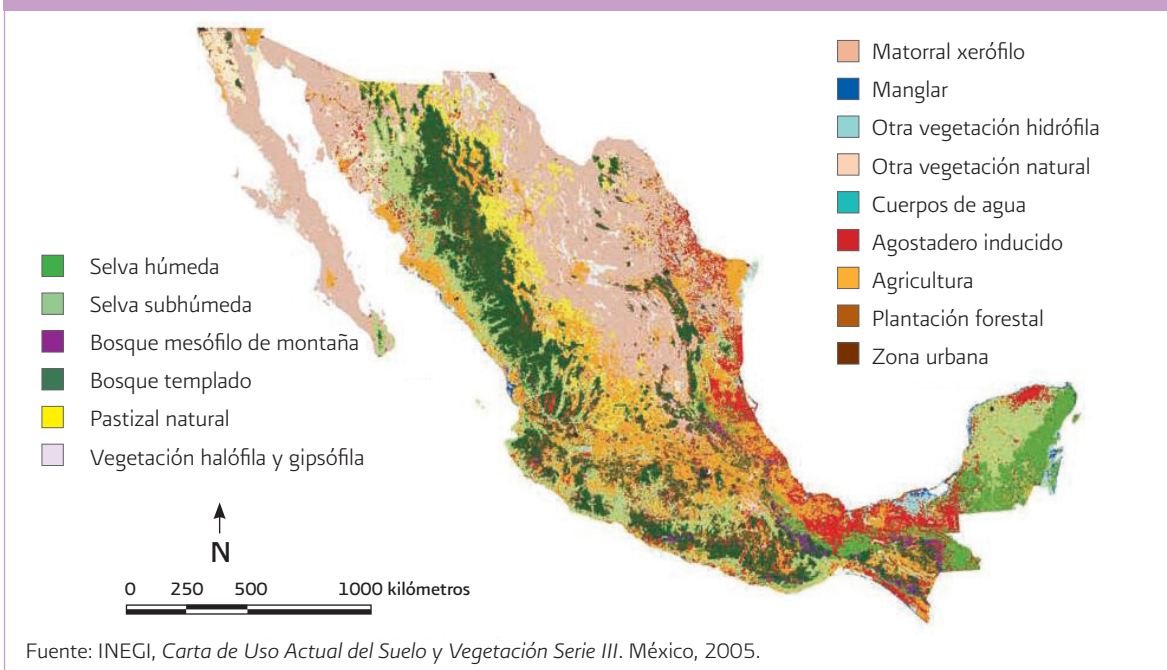 Matorral xerófilo
Manglar
Otra vegetación hidrófila
Otra vegetación natural
Cuerpos de agua
Agostadero inducido
Agricultura
Plantación forestal
Zona urbana
Selva húmeda
Selva subhúmeda
Bosque mesófilo de montaña
Bosque templado
Pastizal natural
Vegetación halófila y gipsófila
N
0 250 500 1000 kilómetros
Fuente: INEGI, Carta de Uso Actual del Suelo y Vegetación Serie III. México, 2005.